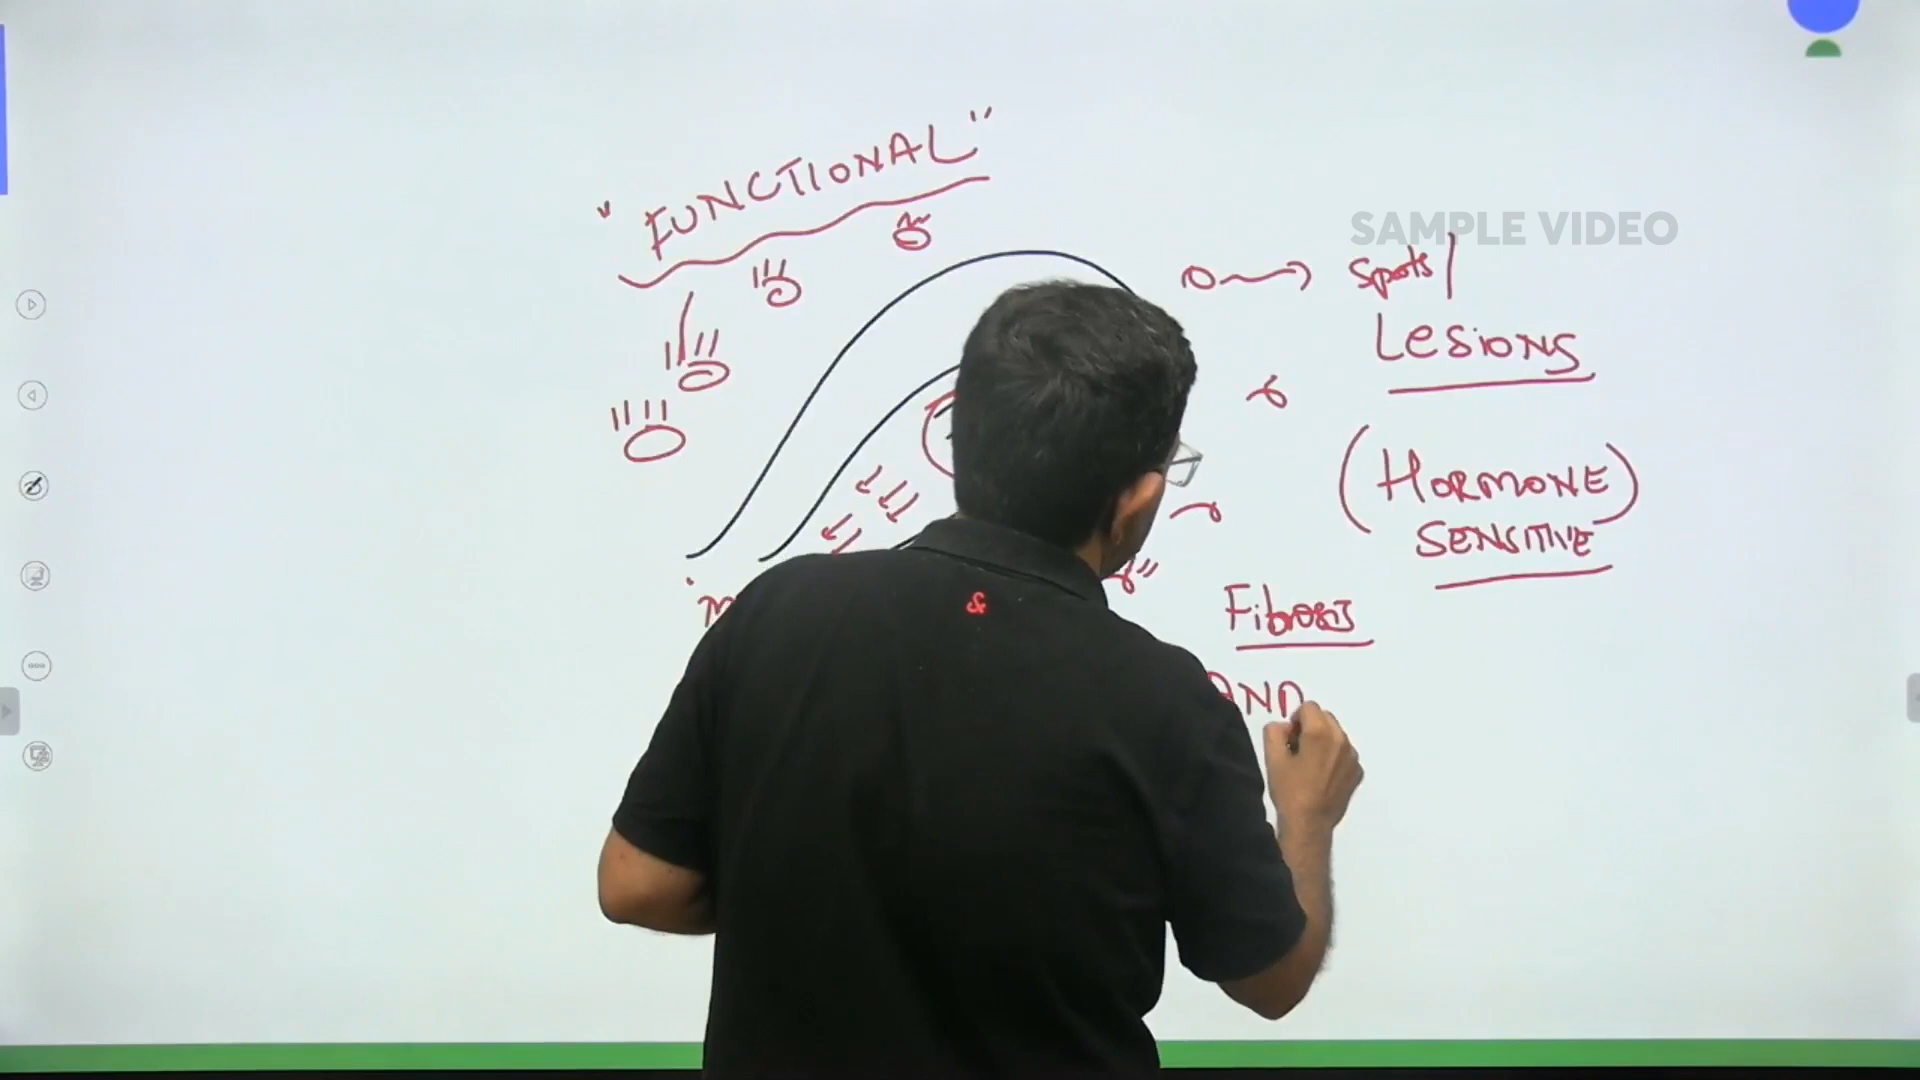 "FUNCTIONAL"
SAMPLE VIDEO
Spots/
Lesions
(HORMONE)
SENSITIVE
Fibrosis
AND